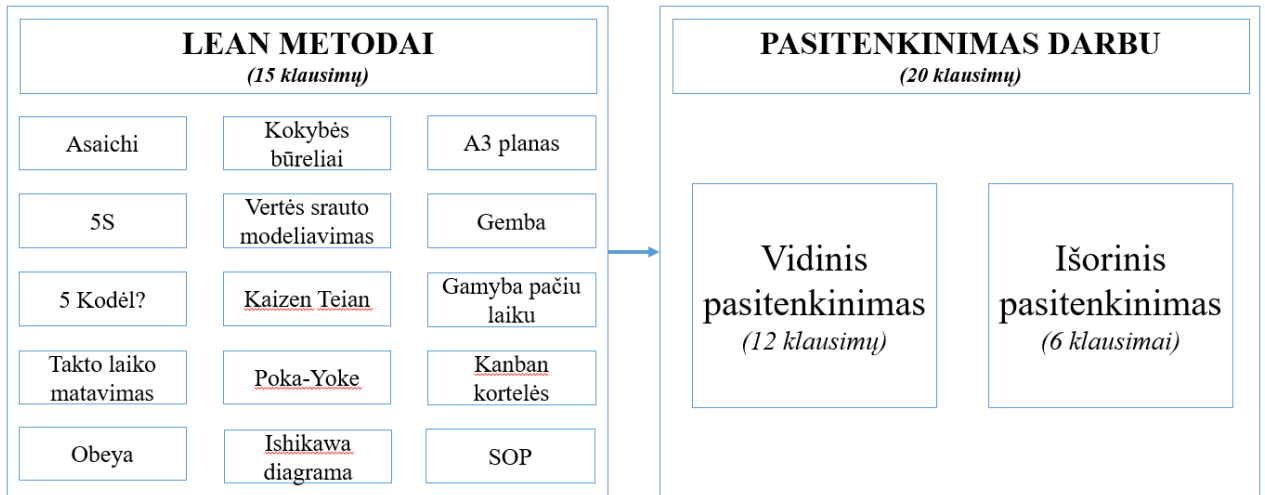 LEAN METODAI
(15 klausimų)
Asaichi
Kokybės
būreliai
A3 planas
5S
Vertės srauto
modeliavimas
Gemba
5 Kodėl?
Kaizen Teian
Gamyba pačiu
laiku
Takto laiko
matavimas
Poka-Yoke
Kanban
kortelės
Obeya
Ishikawa
diagrama
SOP
PASITENKINIMAS DARBU
(20 klausimų)
Vidinis
pasitenkinimas
(12 klausimų)
Išorinis
pasitenkinimas
(6 klausimai)